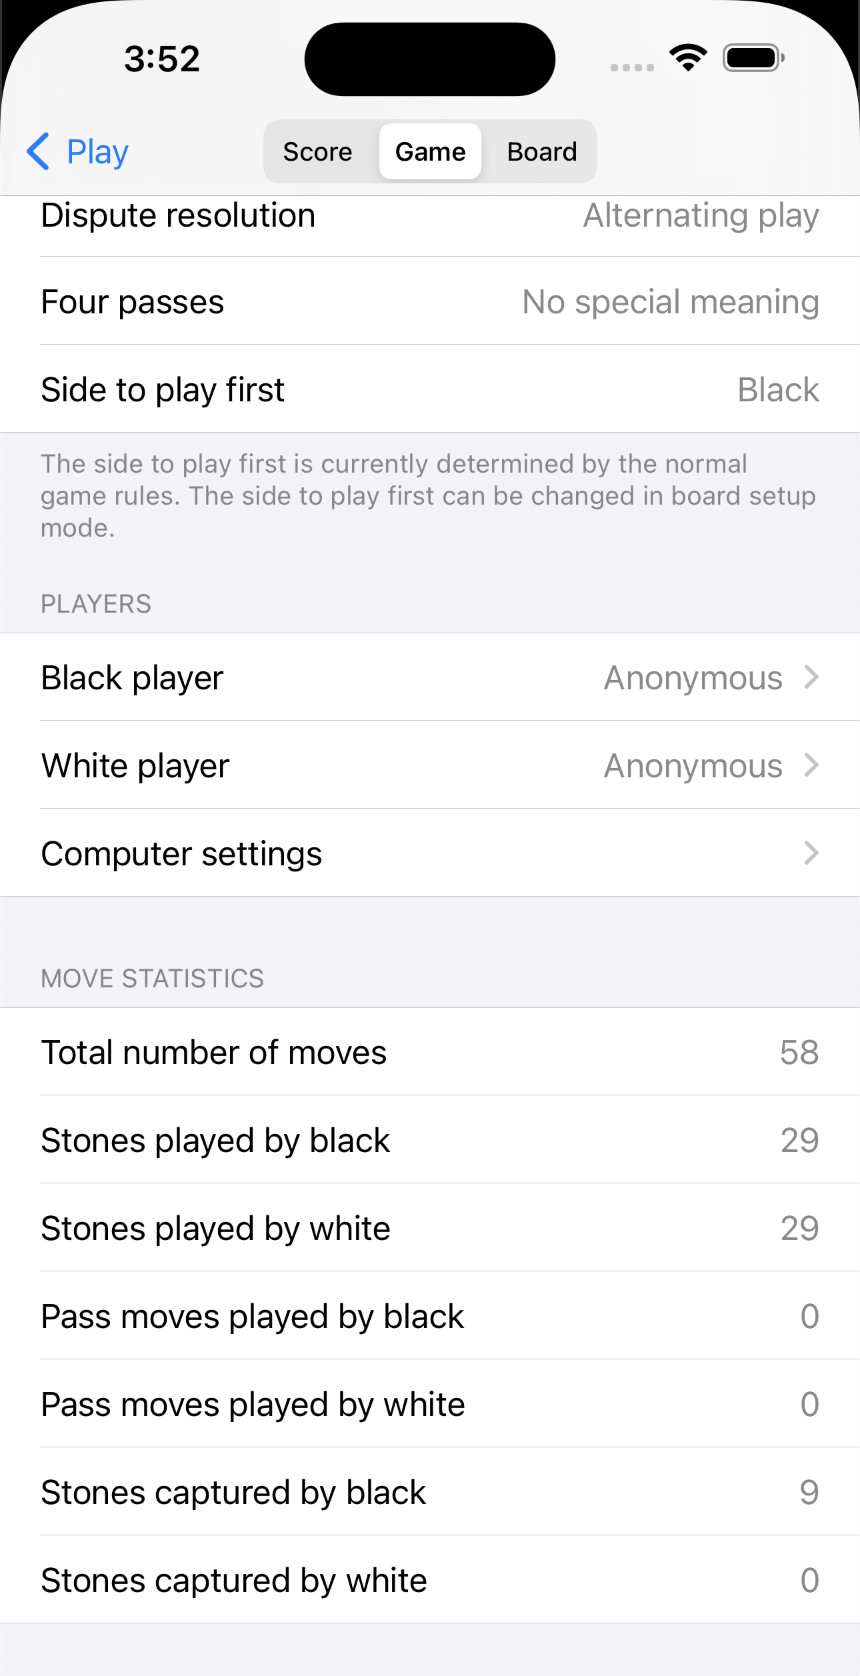 3:52
Play
Score Game Board
Dispute resolution Alternating play
Four passes No special meaning
Side to play first Black
The side to play first is currently determined by the normal
game rules. The side to play first can be changed in board setup
mode.
PLAYERS
Black player Anonymous
White player Anonymous
Computer settings
MOVE STATISTICS
Total number of moves 58
Stones played by black 29
Stones played by white 29
Pass moves played by black 0
Pass moves played by white 0
Stones captured by black 9
Stones captured by white 0